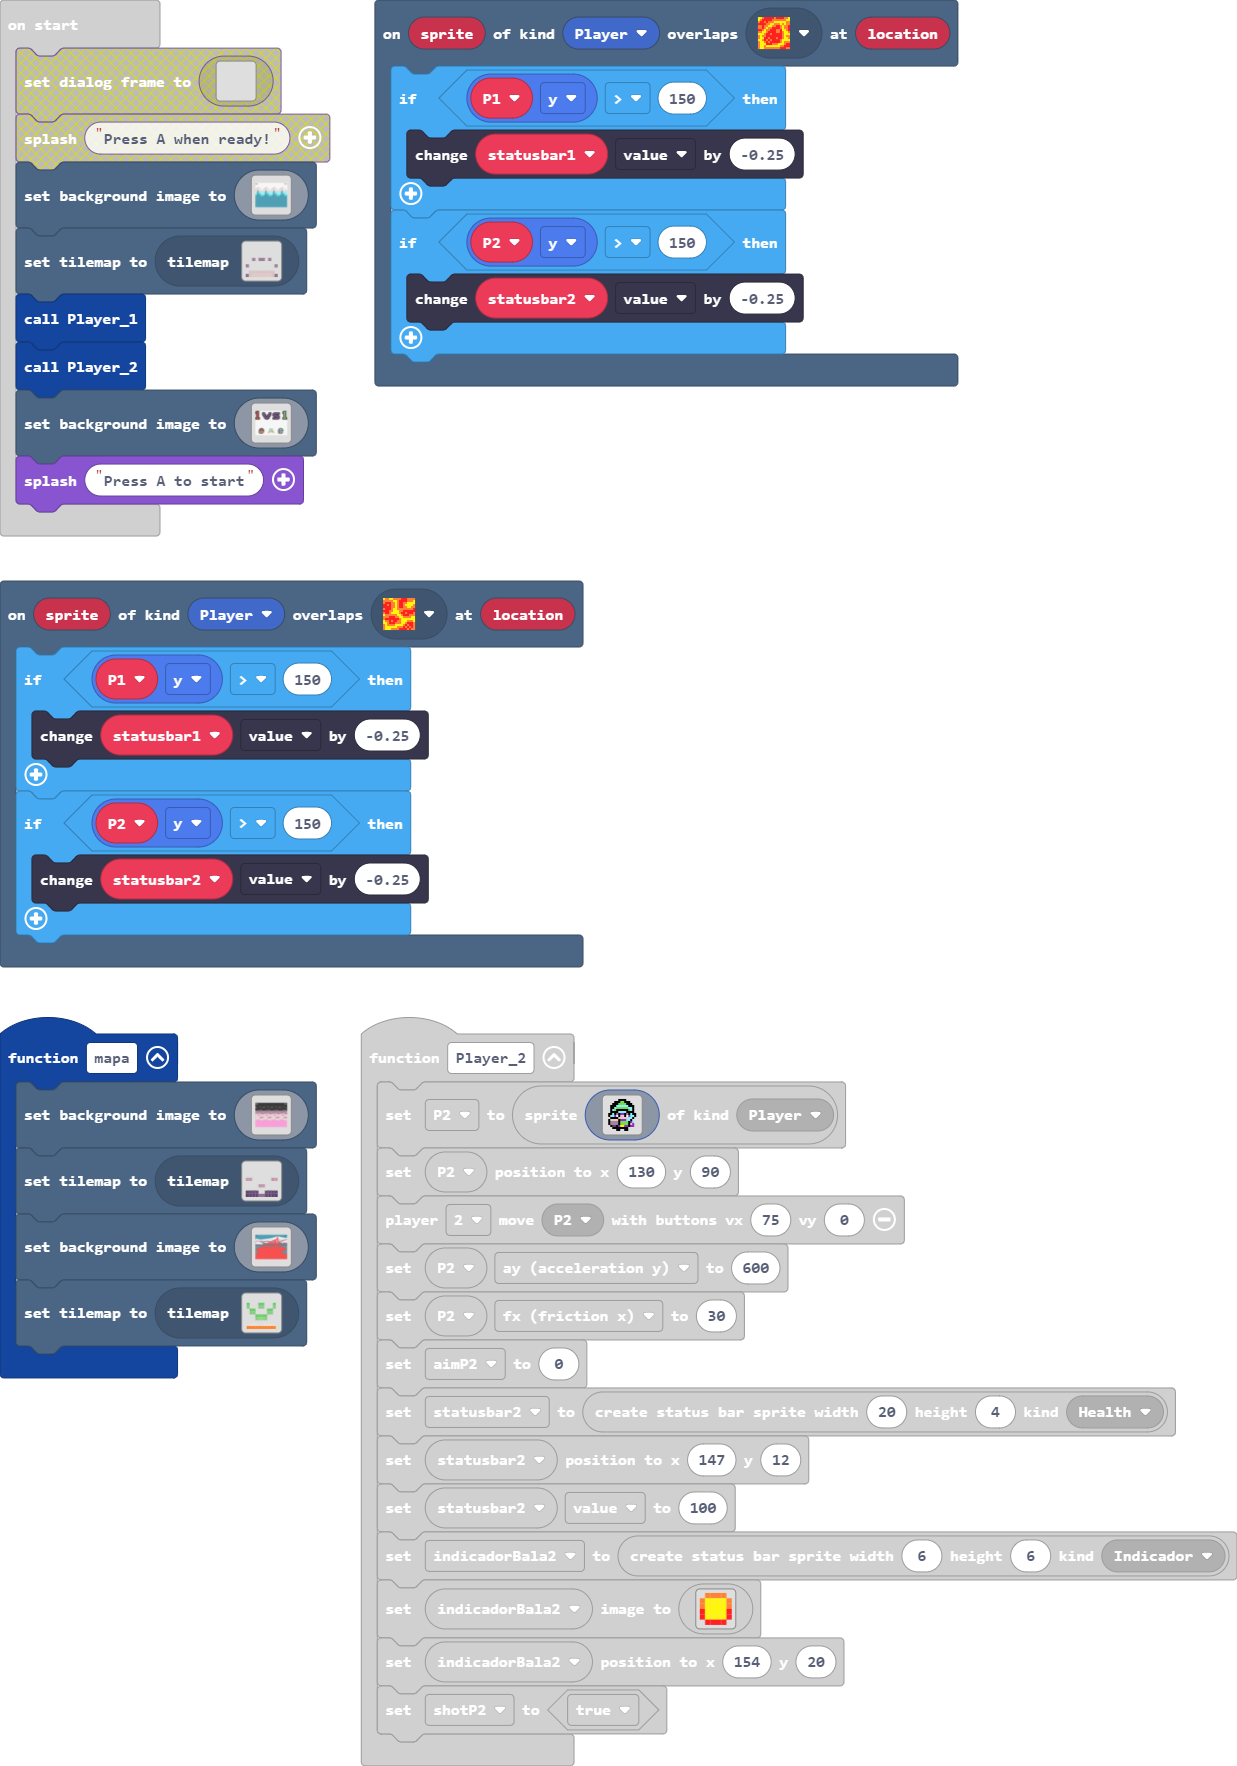 on start
set dialog frame to
splash "Press A when ready!"
set background image to
set tilemap to tilemap
call Player_1
call Player_2
set background image to 1vs1
splash "Press A to start"
on sprite of kind Player overlaps at location
if P1 y > 150 then
change statusbar1 value by -0.25
if P2 y > 150 then
change statusbar2 value by -0.25
on sprite of kind Player overlaps at location
if P1 y > 150 then
change statusbar1 value by -0.25
if P2 y > 150 then
change statusbar2 value by -0.25
function mapa
set background image to
set tilemap to tilemap
set background image to
set tilemap to tilemap
function Player_2
set P2 to sprite of kind Player
set P2 position to x 130 y 90
player 2 move P2 with buttons vx 75 vy 0
set P2 ay (acceleration y) to 600
set P2 fx (friction x) to 30
set aimP2 to 0
set statusbar2 to create status bar sprite width 20 height 4 kind Health
set statusbar2 position to x 147 y 12
set statusbar2 value to 100
set indicadorBala2 to create status bar sprite width 6 height 6 kind Indicador
set indicadorBala2 image to
set indicadorBala2 position to x 154 y 20
set shotP2 to true